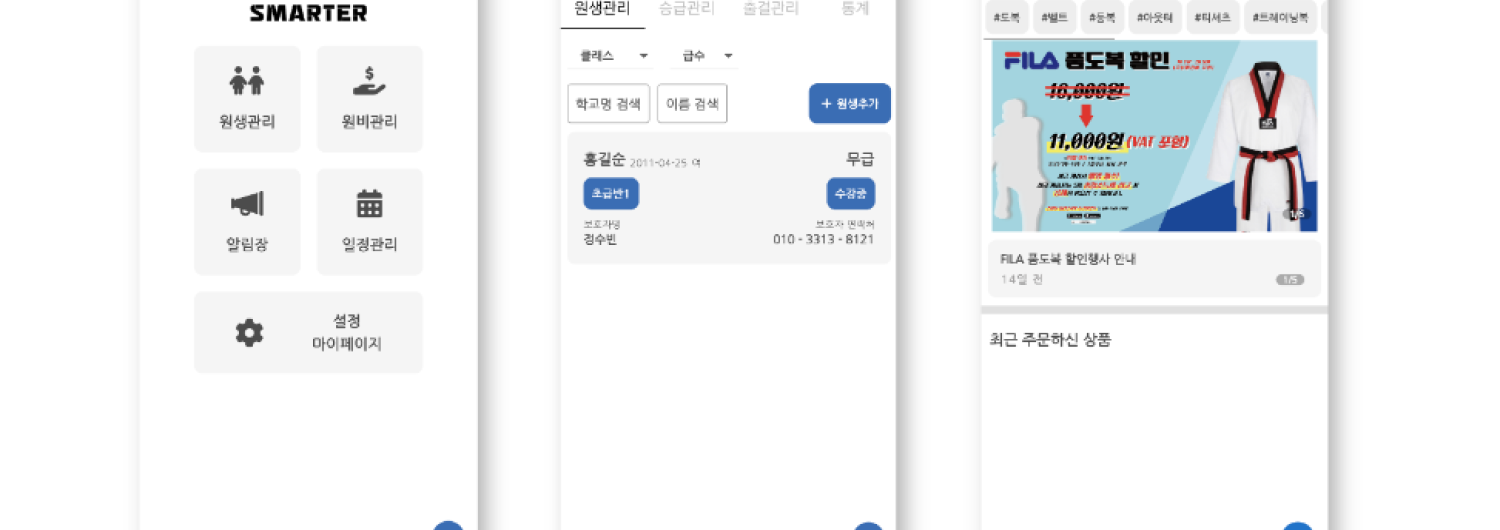 SMARTER
원생관리
원비관리
알림장
일정관리
설정
마이페이지
원생관리 승급관리 출결관리 통계
클래스 급수
학교명 검색 이름 검색 + 원생추가
홍길순 2011-04-25 여 무급
초급반1 수강중
보호자명 보호자 연락처
정수빈 010 - 3313 - 8121
#도복 #벨트 #등복 #아웃터 #티셔츠 #트레이닝복
FILA 품도복 할인
16,000원
11,000원 (VAT 포함)
1/5
FILA 품도복 할인행사 안내
14일 전 1/5
최근 주문하신 상품